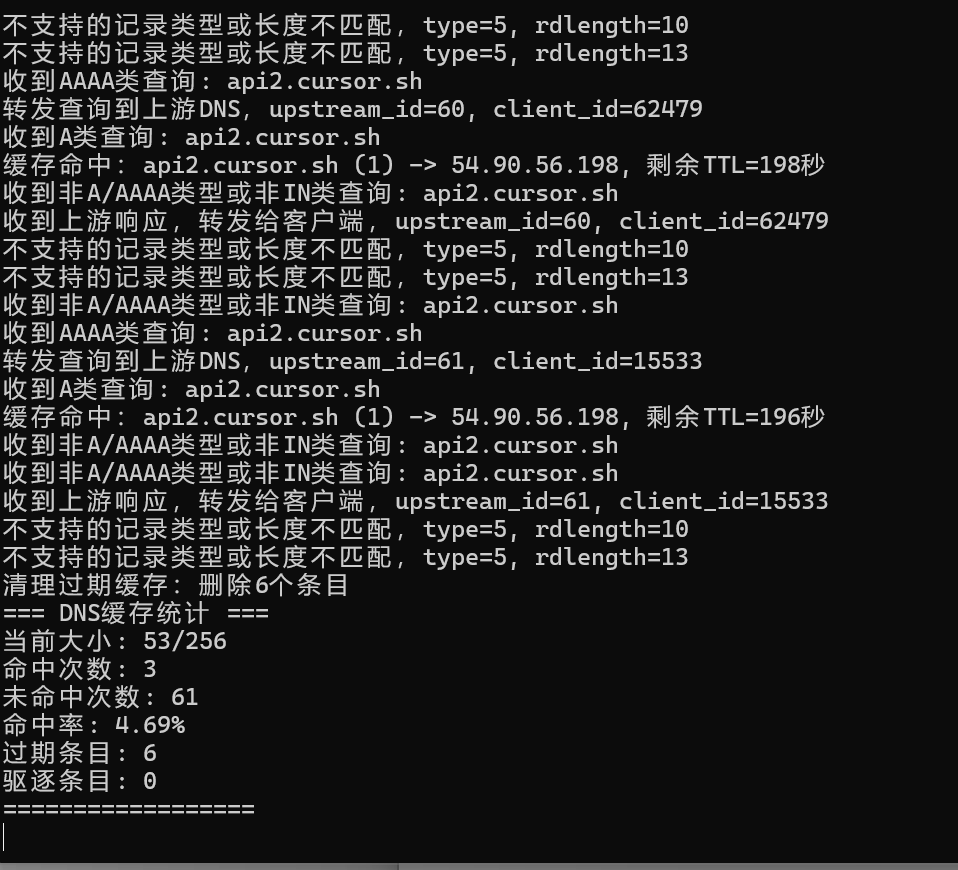 不支持的记录类型或长度不匹配, type=5, rdlength=10
不支持的记录类型或长度不匹配, type=5, rdlength=13
收到AAAA类查询: api2.cursor.sh
转发查询到上游DNS, upstream_id=60, client_id=62479
收到A类查询: api2.cursor.sh
缓存命中: api2.cursor.sh (1) -> 54.90.56.198, 剩余TTL=198秒
收到非A/AAAA类型或非IN类查询: api2.cursor.sh
收到上游响应, 转发给客户端, upstream_id=60, client_id=62479
不支持的记录类型或长度不匹配, type=5, rdlength=10
不支持的记录类型或长度不匹配, type=5, rdlength=13
收到非A/AAAA类型或非IN类查询: api2.cursor.sh
收到AAAA类查询: api2.cursor.sh
转发查询到上游DNS, upstream_id=61, client_id=15533
收到A类查询: api2.cursor.sh
缓存命中: api2.cursor.sh (1) -> 54.90.56.198, 剩余TTL=196秒
收到非A/AAAA类型或非IN类查询: api2.cursor.sh
收到非A/AAAA类型或非IN类查询: api2.cursor.sh
收到上游响应, 转发给客户端, upstream_id=61, client_id=15533
不支持的记录类型或长度不匹配, type=5, rdlength=10
不支持的记录类型或长度不匹配, type=5, rdlength=13
清理过期缓存: 删除6个条目
=== DNS缓存统计 ===
当前大小: 53/256
命中次数: 3
未命中次数: 61
命中率: 4.69%
过期条目: 6
驱逐条目: 0
==================